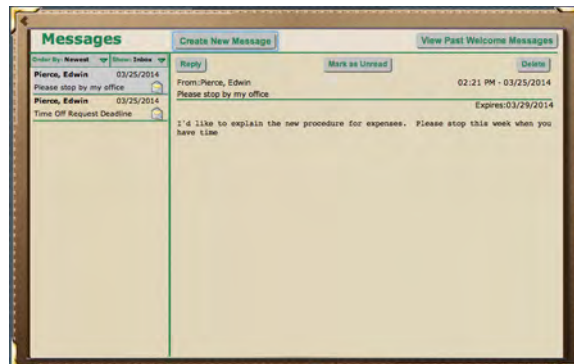 Messages
Create New Message
View Past Welcome Messages
Order By: Newest
Show: Inbox
Pierce, Edwin 03/25/2014
Please stop by my office
Pierce, Edwin 03/25/2014
Time Off Request Deadline
Reply
Mark as Unread
Delete
From:Pierce, Edwin
02:21 PM - 03/25/2014
Please stop by my office
Expires:03/29/2014
I'd like to explain the new procedure for expenses. Please stop this week when you
have time